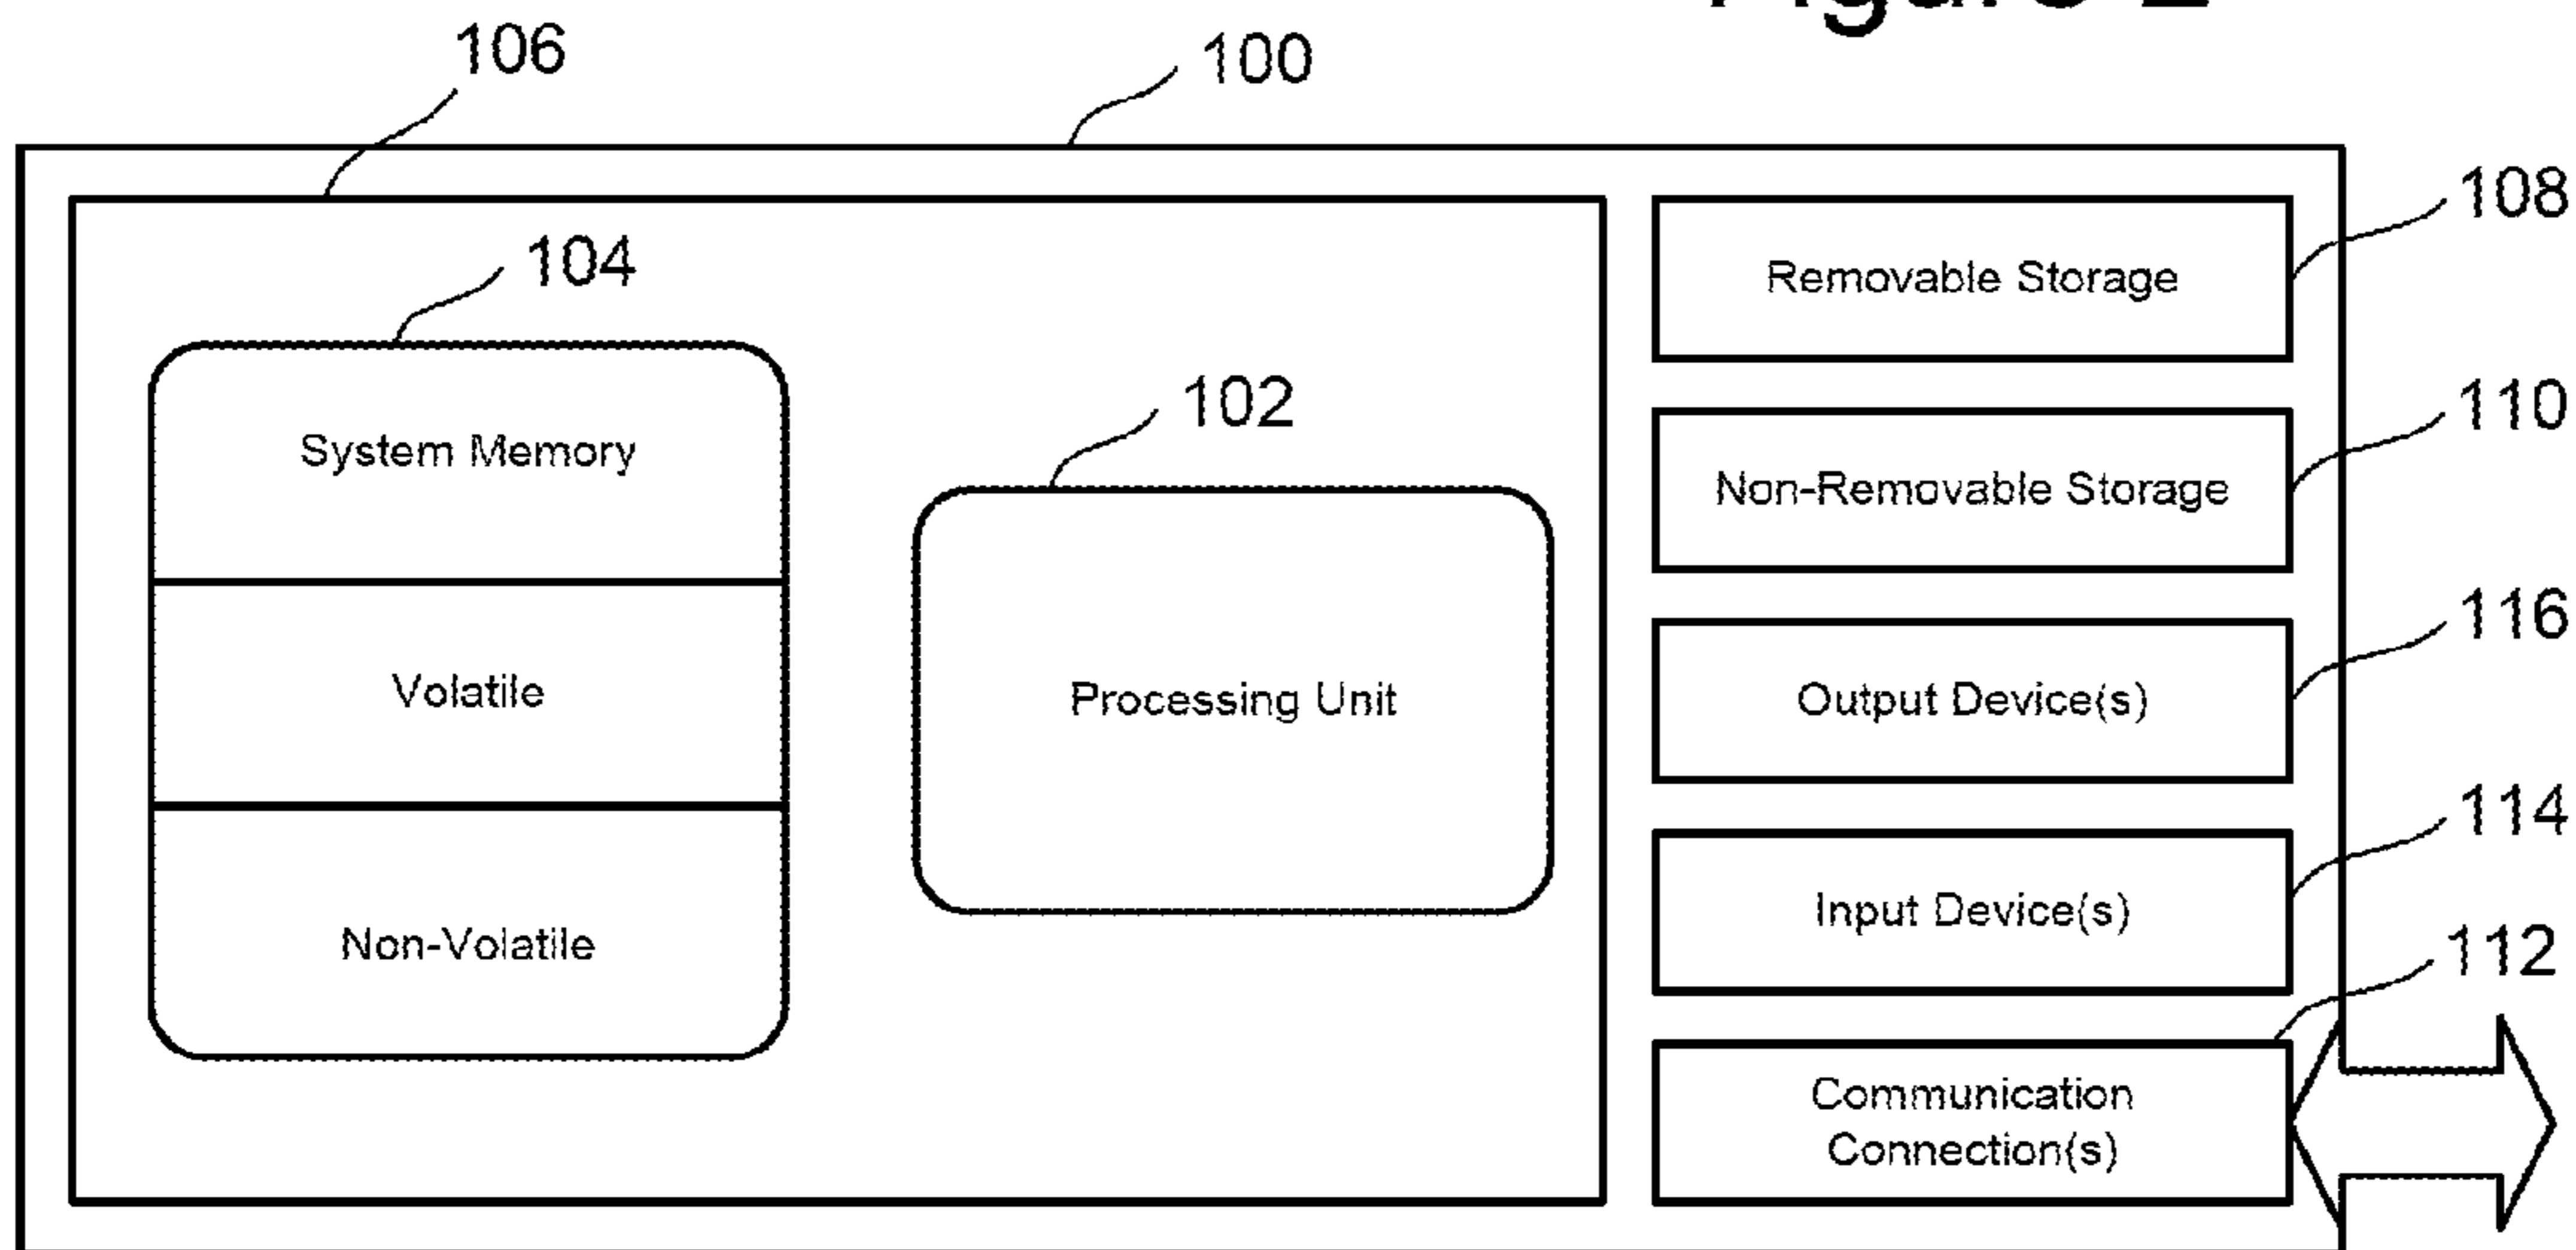 106
100
104
System Memory
Volatile
Non-Volatile
102
Processing Unit
108
Removable Storage
110
Non-Removable Storage
116
Output Device(s)
114
Input Device(s)
112
Communication
Connection(s)